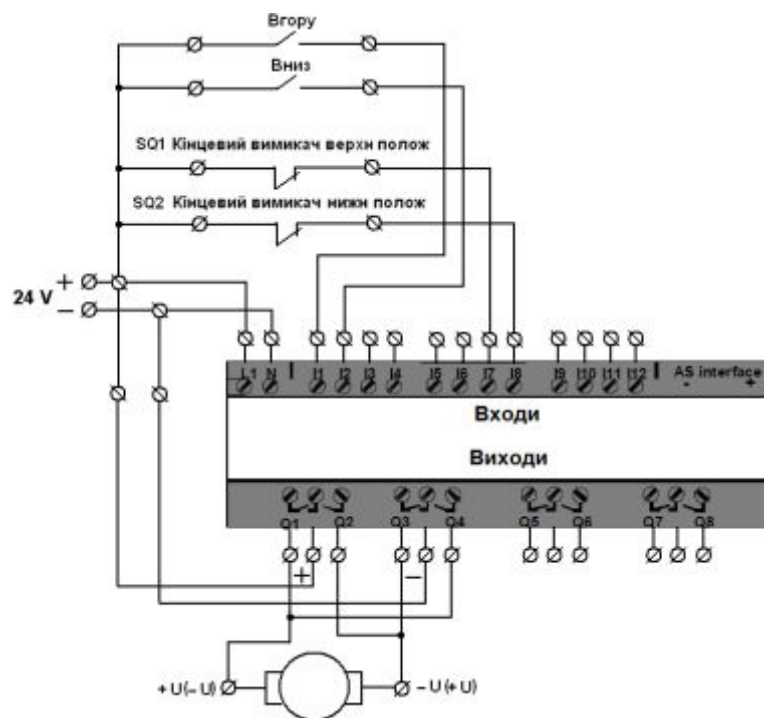 Вгору
Вниз
SQ1 Кінцевий вимикач верхн полож
SQ2 Кінцевий вимикач нижн полож
+
24 V
−
L1 N I1 I2 I3 I4 I5 I6 I7 I8 I9 I10 I11 I12 AS interface
- +
Входи
Виходи
Q1 Q2 Q3 Q4 Q5 Q6 Q7 Q8
+ −
+ U (− U) − U (+ U)